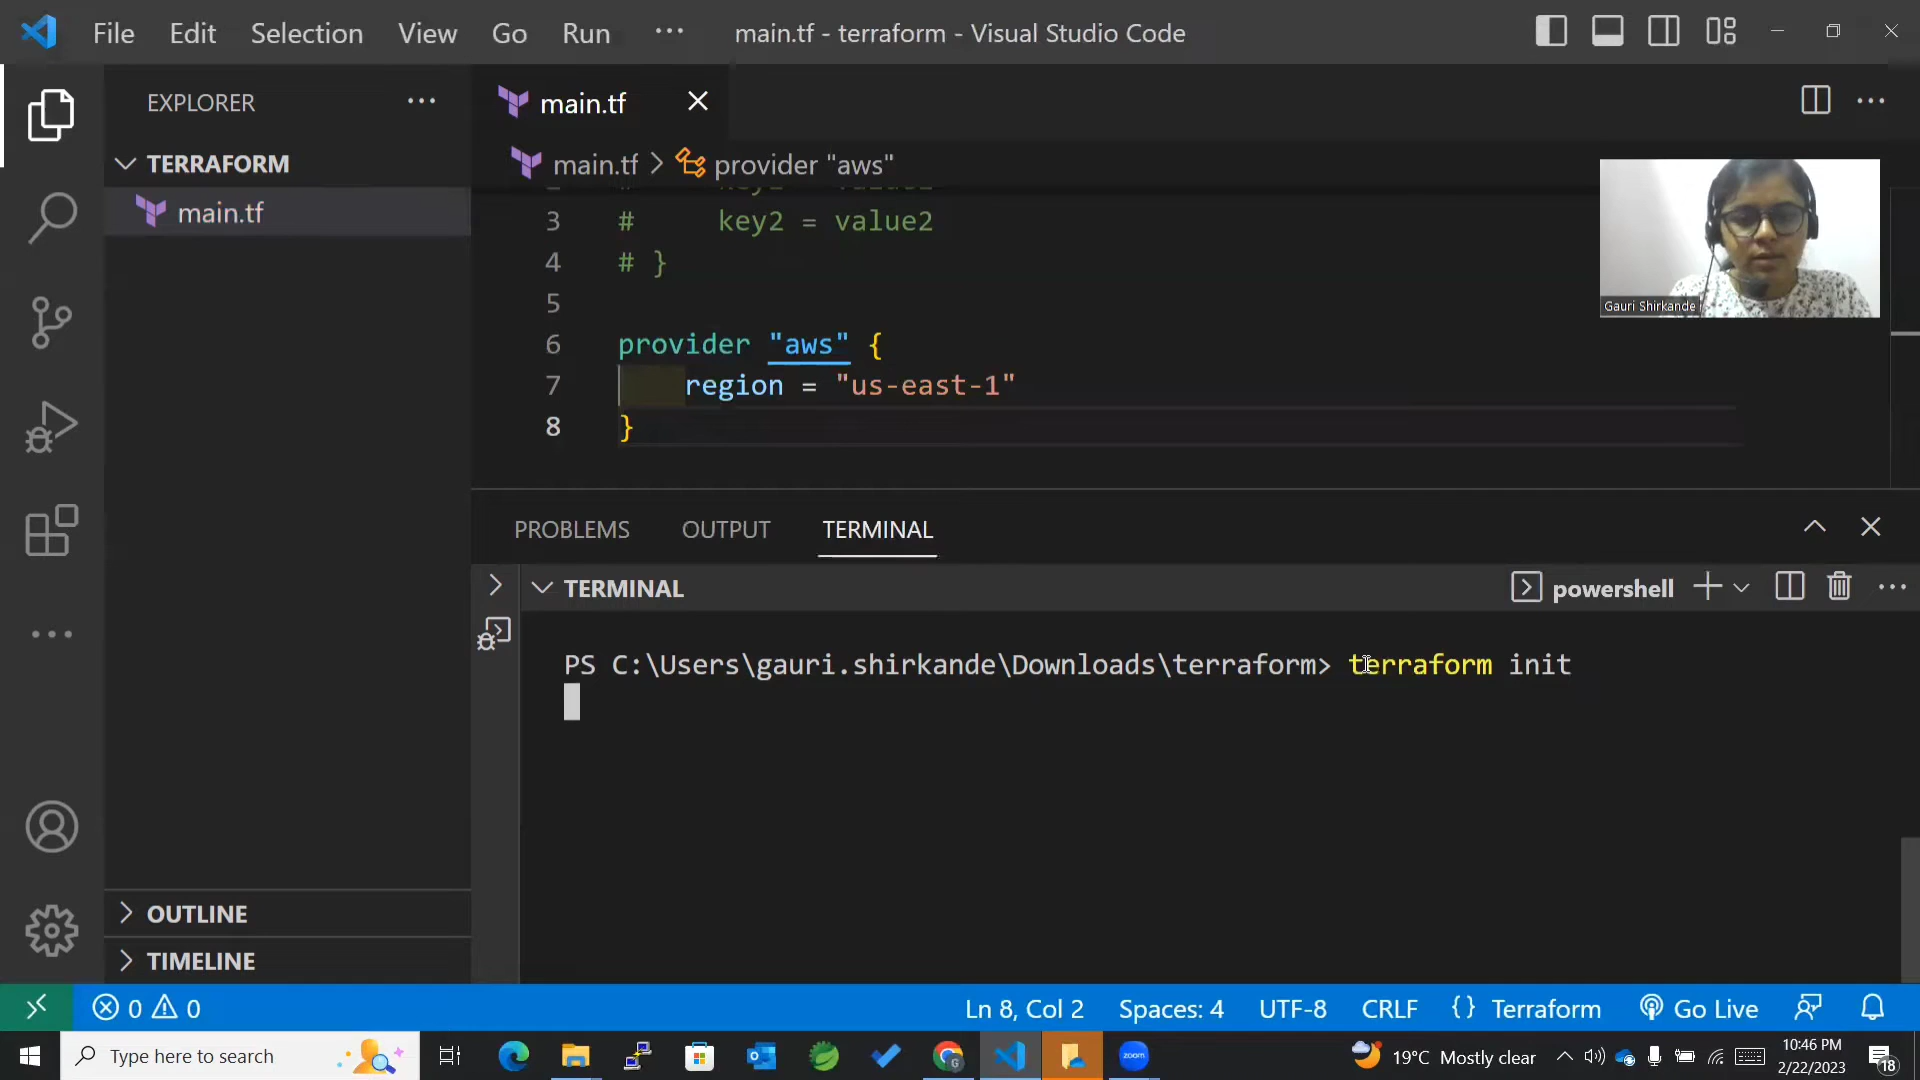 File Edit Selection View Go Run ··· main.tf - terraform - Visual Studio Code
EXPLORER
TERRAFORM
main.tf
main.tf
main.tf > provider "aws"
3 # key2 = value2
4 # }
5
6 provider "aws" {
7 region = "us-east-1"
8 }
Gauri Shirkande
PROBLEMS OUTPUT TERMINAL
TERMINAL
powershell
PS C:\Users\gauri.shirkande\Downloads\terraform> terraform init
OUTLINE
TIMELINE
0 0
Ln 8, Col 2 Spaces: 4 UTF-8 CRLF {} Terraform Go Live
Type here to search
zoom
19°C Mostly clear
10:46 PM
2/22/2023
18